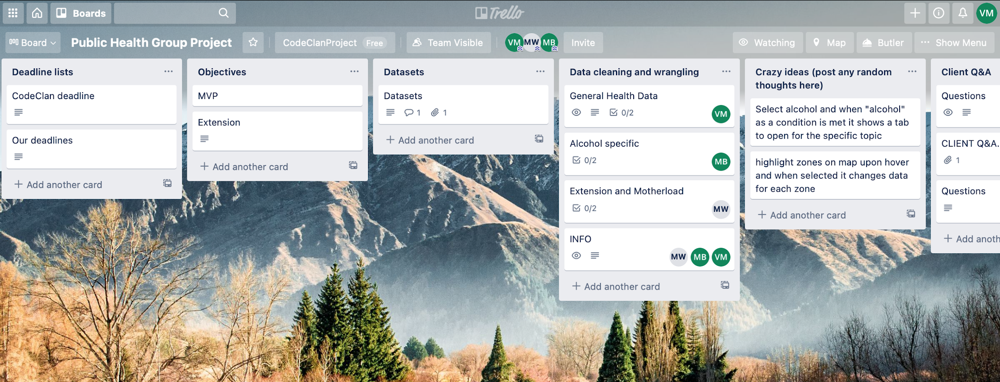 Boards
Trello
VM
Board
Public Health Group Project
CodeClanProject Free
Team Visible
VM MW MB
Invite
Watching
Map
Butler
Show Menu
Deadline lists
CodeClan deadline
Our deadlines
Add another card
Objectives
MVP
Extension
Add another card
Datasets
Datasets
1 1
Add another card
Data cleaning and wrangling
General Health Data
0/2
VM
Alcohol specific
0/2
MB
Extension and Motherload
0/2
MW
INFO
MW MB VM
Add another card
Crazy ideas (post any random
thoughts here)
Select alcohol and when "alcohol"
as a condition is met it shows a tab
to open for the specific topic
highlight zones on map upon hover
and when selected it changes data
for each zone
Add another card
Client Q&A
Questions
CLIENT Q&A.
1
Questions
Add anoth